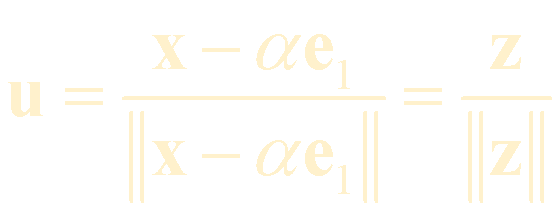 u = (x − αe₁) / ‖x − αe₁‖ = z / ‖z‖